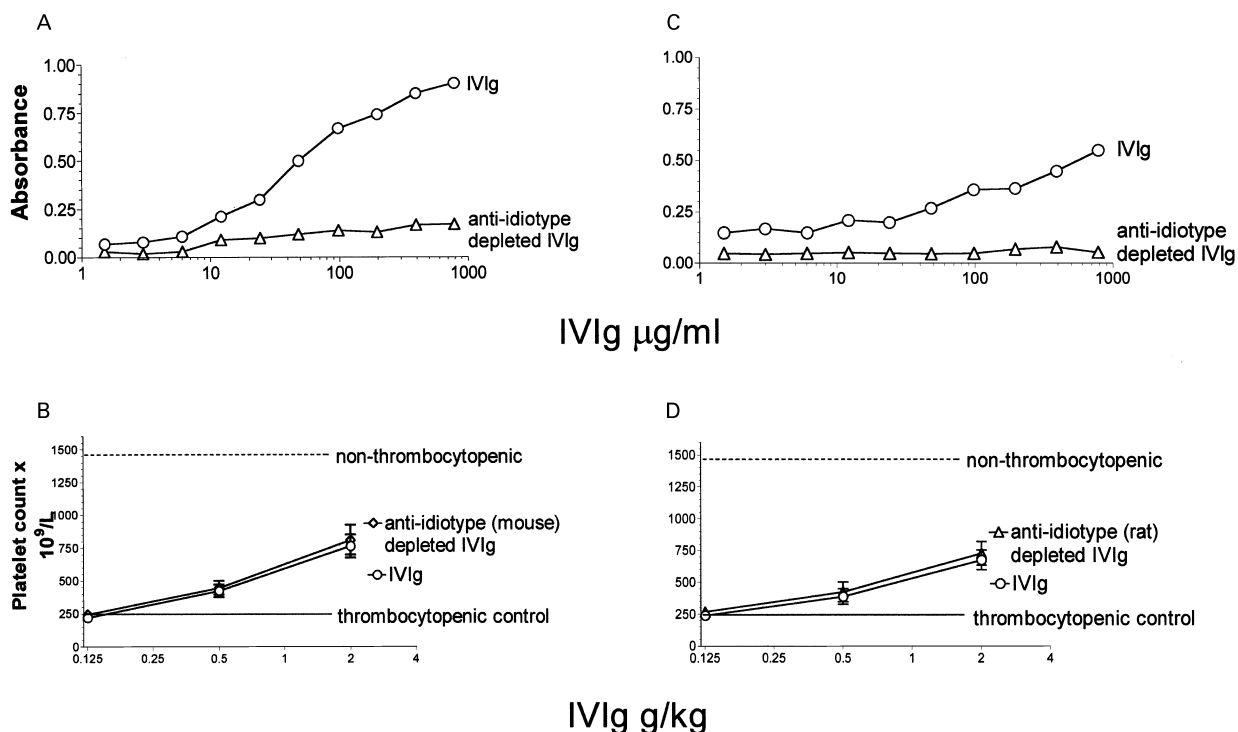 A
Absorbance
1.00
0.75
0.50
0.25
0.00
1
10
100
1000
IVIg
anti-idiotype
depleted IVIg
C
1.00
0.75
0.50
0.25
0.00
1
10
100
1000
IVIg
anti-idiotype
depleted IVIg
IVIg µg/ml
B
Platelet count x
10⁹/L
1500
1250
1000
750
500
250
0
0.125
0.25
0.5
1
2
4
non-thrombocytopenic
anti-idiotype (mouse)
depleted IVIg
IVIg
thrombocytopenic control
D
1500
1250
1000
750
500
250
0
0.125
0.25
0.5
1
2
4
non-thrombocytopenic
anti-idiotype (rat)
depleted IVIg
IVIg
thrombocytopenic control
IVIg g/kg